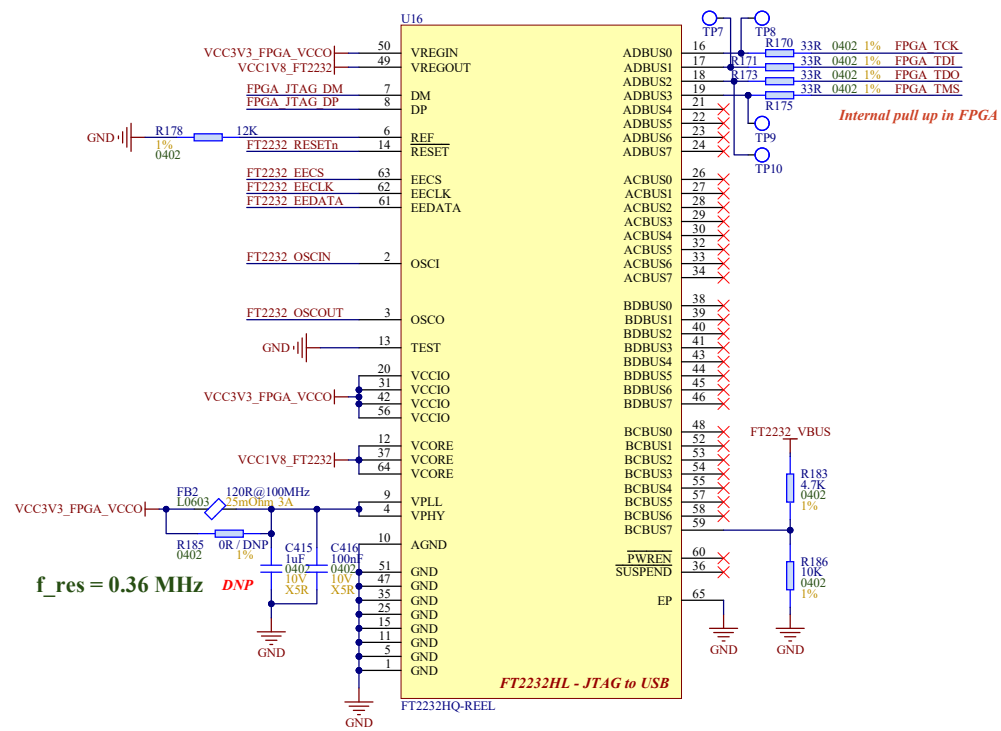 U16
TP7
TP8
VCC3V3_FPGA_VCCO 50 VREGIN
VCC1V8_FT2232 49 VREGOUT
FPGA_JTAG_DM 7 DM
FPGA_JTAG_DP 8 DP
GND R178 12K 6 REF
1%
0402
FT2232_RESETn 14 RESET
FT2232_EECS 63 EECS
FT2232_EECLK 62 EECLK
FT2232_EEDATA 61 EEDATA
FT2232_OSCIN 2 OSCI
FT2232_OSCOUT 3 OSCO
GND 13 TEST
20 VCCIO
31 VCCIO
VCC3V3_FPGA_VCCO 42 VCCIO
56 VCCIO
12 VCORE
VCC1V8_FT2232 37 VCORE
64 VCORE
FB2 120R@100MHz
L0603 25mOhm_3A
VCC3V3_FPGA_VCCO 9 VPLL
4 VPHY
R185 0R / DNP
0402 1%
10 AGND
C415 C416
1uF 100nF
0402 0402
10V 10V
X5R X5R
f_res = 0.36 MHz DNP
GND
51 GND
47 GND
35 GND
25 GND
15 GND
11 GND
5 GND
1 GND
GND
ADBUS0 16 R170 33R 0402 1% FPGA_TCK
ADBUS1 17 R171 33R 0402 1% FPGA_TDI
ADBUS2 18 R173 33R 0402 1% FPGA_TDO
ADBUS3 19 R175 33R 0402 1% FPGA_TMS
Internal pull up in FPGA
ADBUS4 21
ADBUS5 22
ADBUS6 23
ADBUS7 24
TP9
TP10
ACBUS0 26
ACBUS1 27
ACBUS2 28
ACBUS3 29
ACBUS4 30
ACBUS5 32
ACBUS6 33
ACBUS7 34
BDBUS0 38
BDBUS1 39
BDBUS2 40
BDBUS3 41
BDBUS4 43
BDBUS5 44
BDBUS6 45
BDBUS7 46
BCBUS0 48
BCBUS1 52
BCBUS2 53
BCBUS3 54
BCBUS4 55
BCBUS5 57
BCBUS6 58
BCBUS7 59
FT2232_VBUS
R183
4.7K
0402
1%
R186
10K
0402
1%
GND
PWREN 60
SUSPEND 36
EP 65
GND
FT2232HL - JTAG to USB
FT2232HQ-REEL